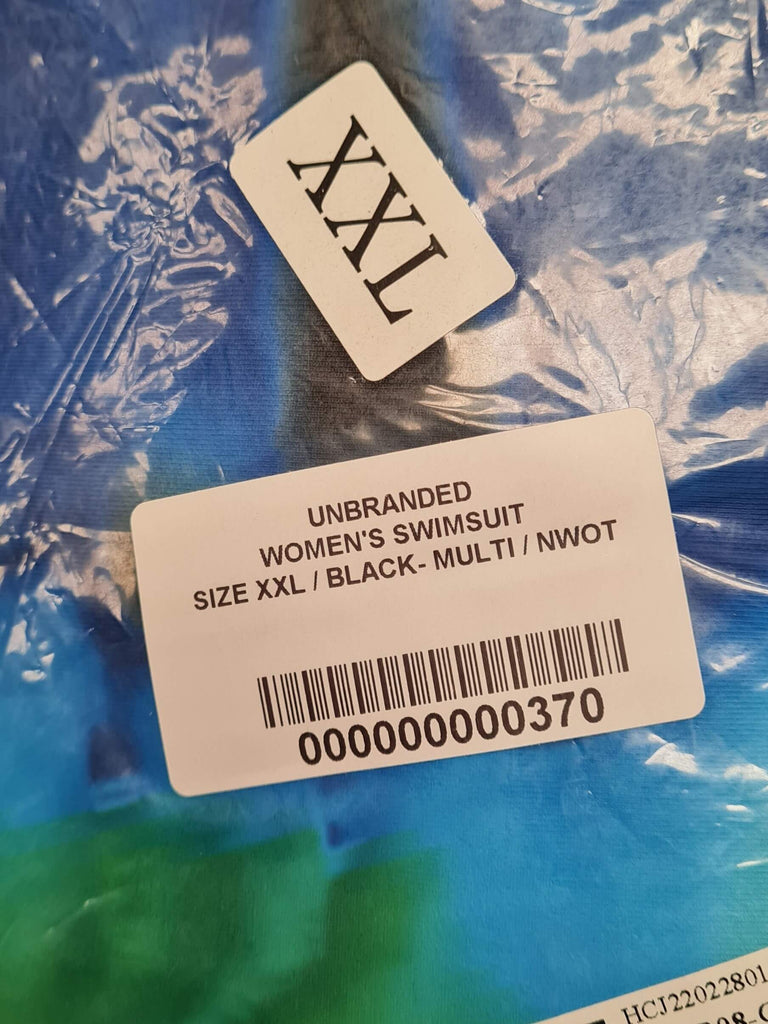 XXL
UNBRANDED
WOMEN'S SWIMSUIT
SIZE XXL / BLACK- MULTI / NWOT
000000000370
HCJ22022801